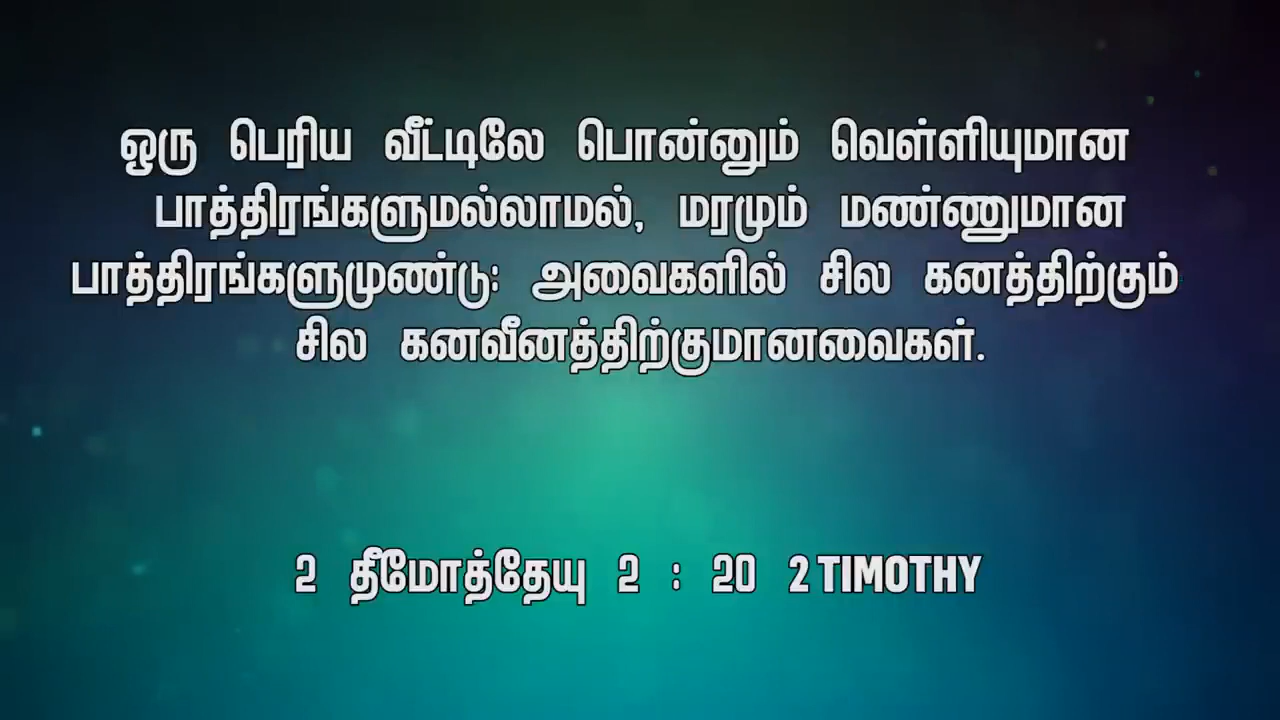 ஒரு பெரிய வீட்டிலே பொன்னும் வெள்ளியுமான
பாத்திரங்களுமல்லாமல், மரமும் மண்ணுமான
பாத்திரங்களுமுண்டு: அவைகளில் சில கனத்திற்கும்
சில கனவீனத்திற்குமானவைகள்.
2 தீமோத்தேயு 2 : 20 2 TIMOTHY